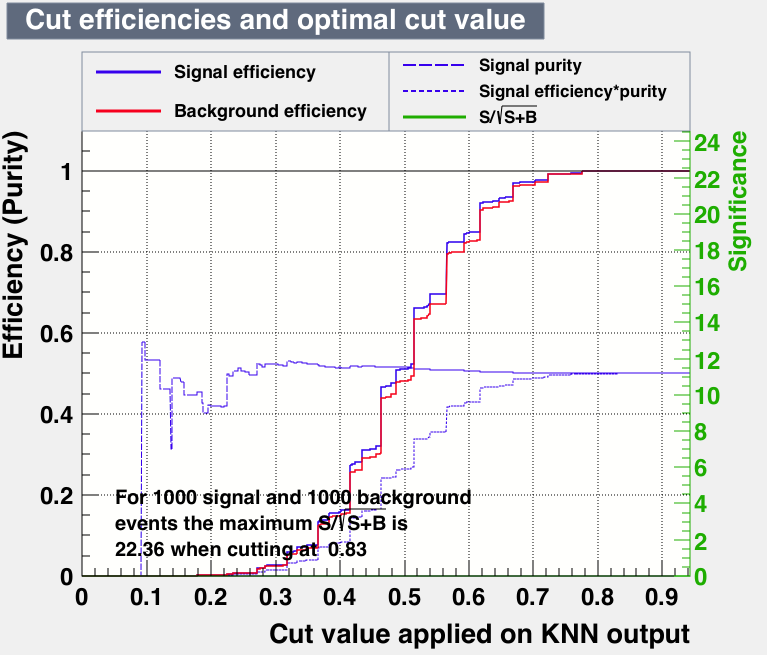 Cut efficiencies and optimal cut value
Signal efficiency
Background efficiency
Signal purity
Signal efficiency*purity
S/√S+B
Efficiency (Purity)
1
0.8
0.6
0.4
0.2
0
Significance
24
22
20
18
16
14
12
10
8
6
4
2
0
For 1000 signal and 1000 background
events the maximum S/√S+B is
22.36 when cutting at 0.83
0 0.1 0.2 0.3 0.4 0.5 0.6 0.7 0.8 0.9
Cut value applied on KNN output